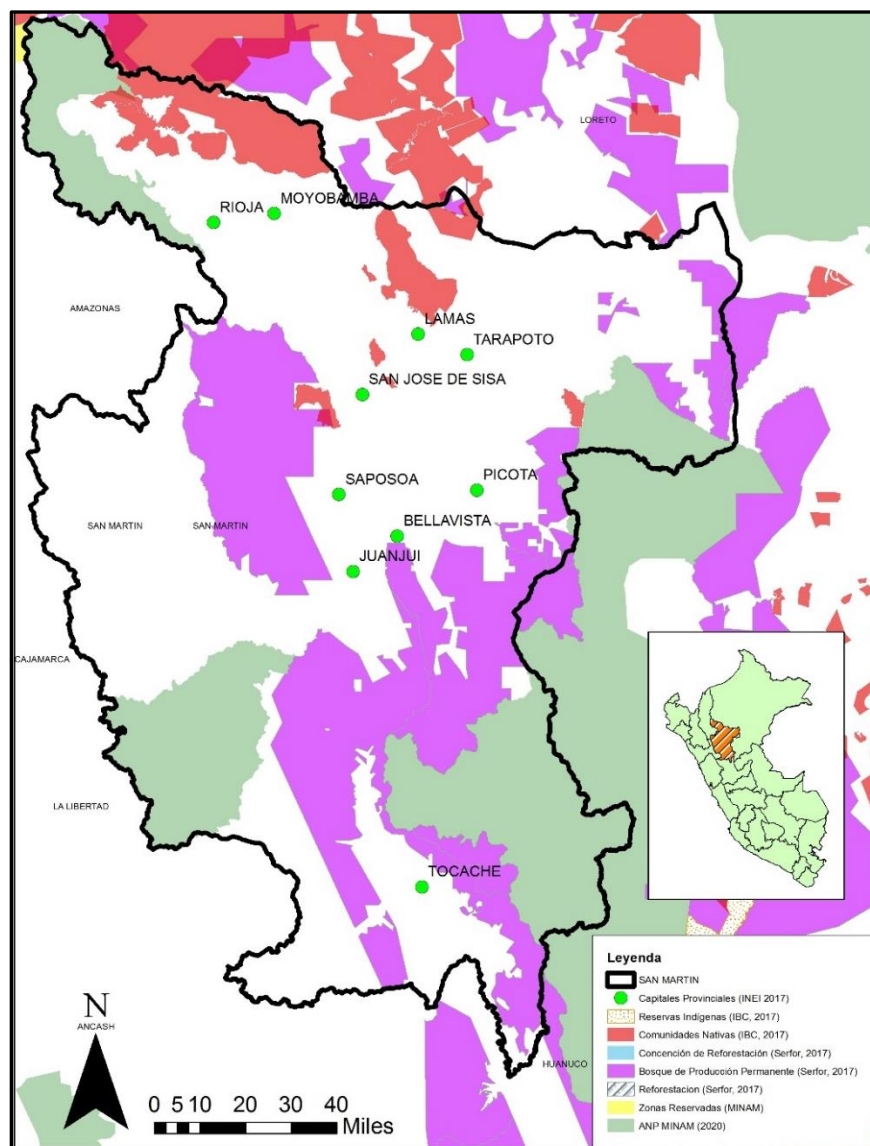 LORETO
RIOJA
MOYOBAMBA
AMAZONAS
LAMAS
TARAPOTO
SAN JOSE DE SISA
SAPOSOA
PICOTA
SAN MARTIN
SAN MARTIN
BELLAVISTA
JUANJUI
CAJAMARCA
LA LIBERTAD
TOCACHE
N
ANCASH
HUANUCO
0 5 10 20 30 40
Miles
Leyenda
SAN MARTIN
Capitales Provinciales (INEI 2017)
Reservas Indígenas (IBC, 2017)
Comunidades Nativas (IBC, 2017)
Concención de Reforestación (Serfor, 2017)
Bosque de Producción Permanente (Serfor, 2017)
Reforestacion (Serfor, 2017)
Zonas Reservadas (MINAM)
ANP MINAM (2020)